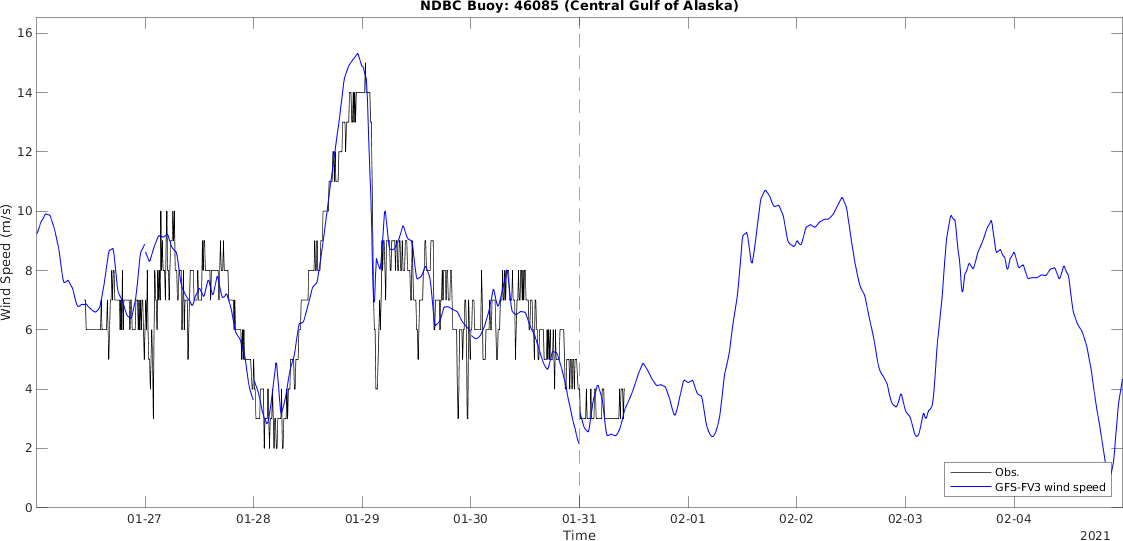 NDBC Buoy: 46085 (Central Gulf of Alaska)
16
14
12
10
8
6
4
2
0
Wind Speed (m/s)
Obs.
GFS-FV3 wind speed
01-27 01-28 01-29 01-30 01-31 02-01 02-02 02-03 02-04
Time
2021